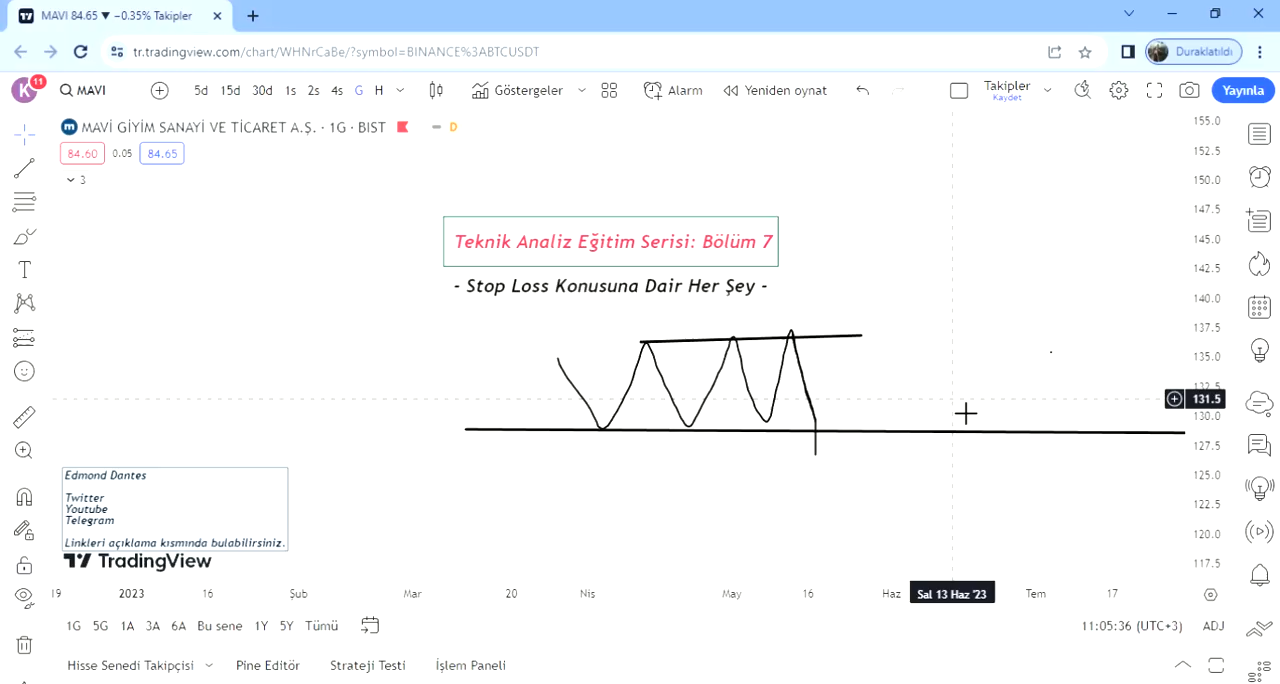 MAVI 84.65 ▼ −0.35% Takipler
tr.tradingview.com/chart/WHNrCaBe/?symbol=BINANCE%3ABTCUSDT
Duraklatıldı
K 11
MAVI
5d 15d 30d 1s 2s 4s G H
Göstergeler
Alarm
Yeniden oynat
Takipler
Kaydet
Yayınla
MAVİ GİYİM SANAYİ VE TİCARET A.Ş. · 1G · BIST
D
84.60 0.05 84.65
3
Teknik Analiz Eğitim Serisi: Bölüm 7
- Stop Loss Konusuna Dair Her Şey -
155.0
152.5
150.0
147.5
145.0
142.5
140.0
137.5
135.0
132.5
131.5
130.0
127.5
125.0
122.5
120.0
117.5
Edmond Dantes
Twitter
Youtube
Telegram
Linkleri açıklama kısmında bulabilirsiniz.
TradingView
19 2023 16 Şub Mar 20 Nis May 16 Haz Sal 13 Haz '23 Tem 17
1G 5G 1A 3A 6A Bu sene 1Y 5Y Tümü
11:05:36 (UTC+3) ADJ
Hisse Senedi Takipçisi Pine Editör Strateji Testi İşlem Paneli